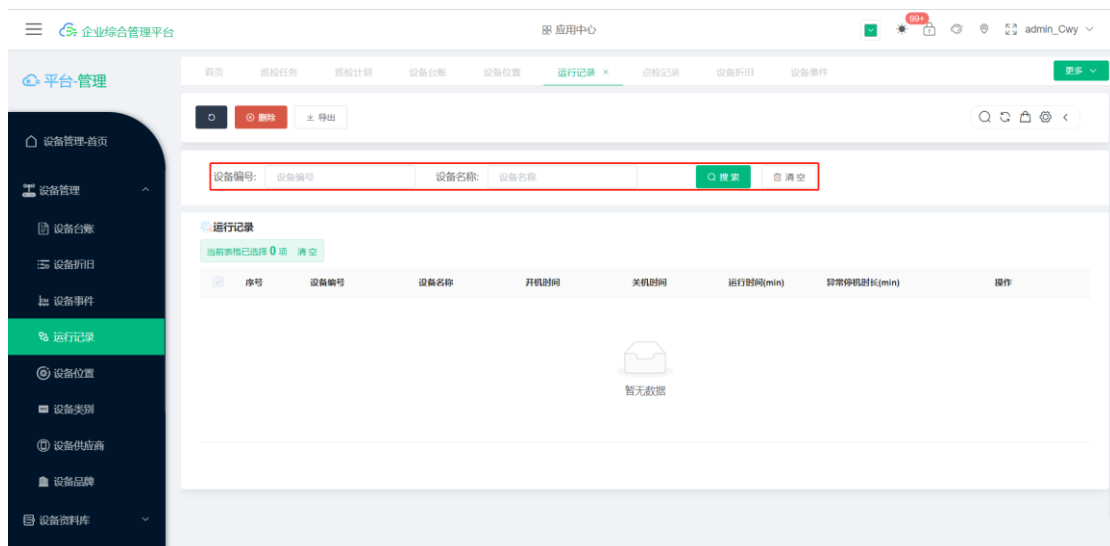 企业综合管理平台
应用中心
99+
admin_Cwy
平台-管理
首页 巡检任务 巡检计划 设备台账 设备位置 运行记录 × 点检记录 设备折旧 设备事件 更多
删除 导出
设备管理-首页
设备编号: 设备编号 设备名称: 设备名称 搜索 清空
设备管理
设备台账
设备折旧
设备事件
运行记录
设备位置
设备类别
设备供应商
设备品牌
设备资料库
运行记录
当前表格已选择 0 项 清空
序号 设备编号 设备名称 开机时间 关机时间 运行时间(min) 异常停机时长(min) 操作
暂无数据